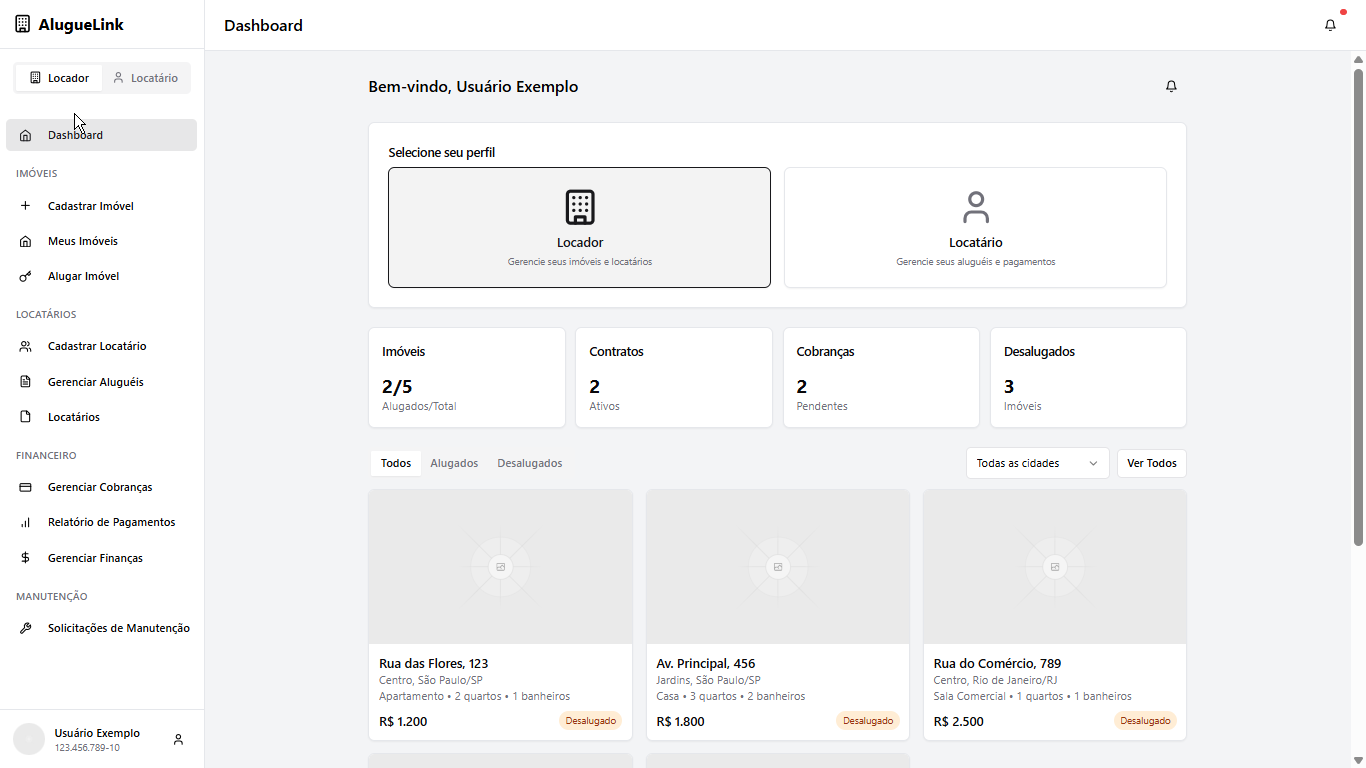 AlugueLink
Locador
Locatário
Dashboard
IMÓVEIS
Cadastrar Imóvel
Meus Imóveis
Alugar Imóvel
LOCATÁRIOS
Cadastrar Locatário
Gerenciar Aluguéis
Locatários
FINANCEIRO
Gerenciar Cobranças
Relatório de Pagamentos
Gerenciar Finanças
MANUTENÇÃO
Solicitações de Manutenção
Usuário Exemplo
123.456.789-10
Dashboard
Bem-vindo, Usuário Exemplo
Selecione seu perfil
Locador
Gerencie seus imóveis e locatários
Locatário
Gerencie seus aluguéis e pagamentos
Imóveis
2/5
Alugados/Total
Contratos
2
Ativos
Cobranças
2
Pendentes
Desalugados
3
Imóveis
Todos Alugados Desalugados
Todas as cidades
Ver Todos
Rua das Flores, 123
Centro, São Paulo/SP
Apartamento • 2 quartos • 1 banheiros
R$ 1.200 Desalugado
Av. Principal, 456
Jardins, São Paulo/SP
Casa • 3 quartos • 2 banheiros
R$ 1.800 Desalugado
Rua do Comércio, 789
Centro, Rio de Janeiro/RJ
Sala Comercial • 1 quartos • 1 banheiros
R$ 2.500 Desalugado